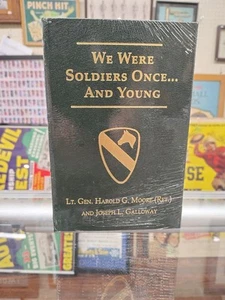 PINCH HIT
WE WERE
SOLDIERS ONCE...
AND YOUNG
LT. GEN. HAROLD G. MOORE (RET.)
AND JOSEPH L. GALLOWAY